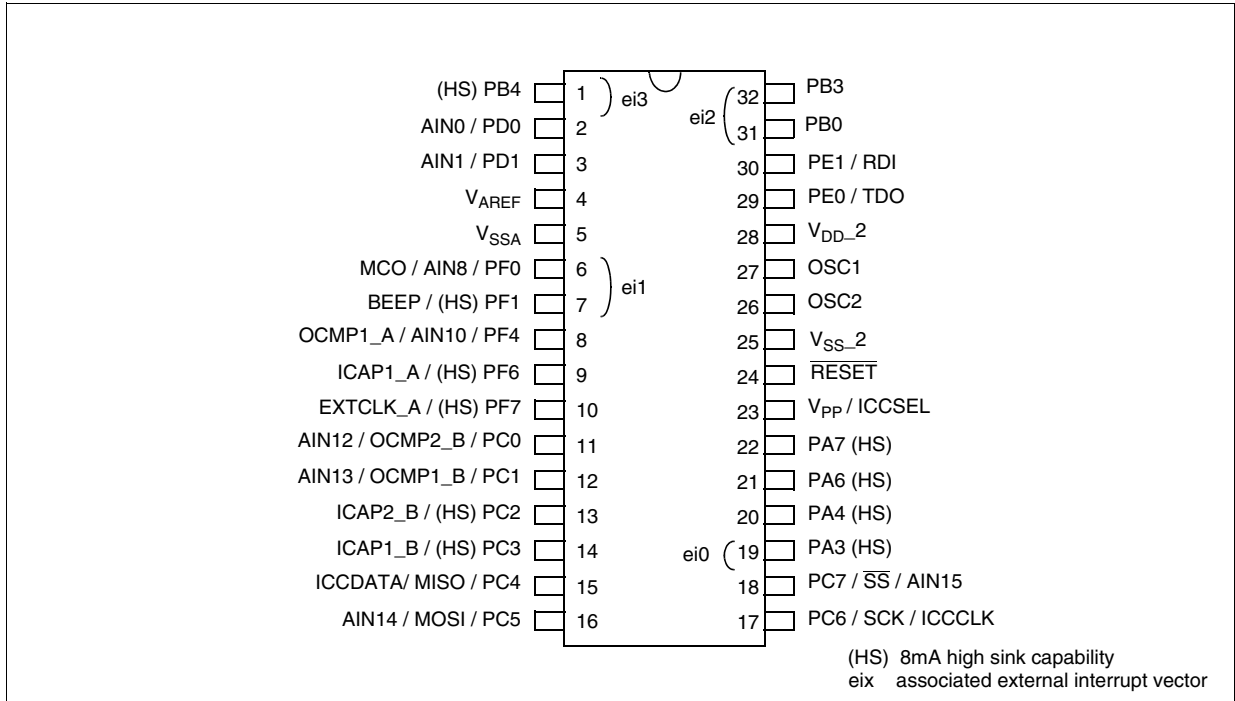 (HS) PB4 1 ei3 ei2 32 PB3
AIN0 / PD0 2 31 PB0
AIN1 / PD1 3 30 PE1 / RDI
VAREF 4 29 PE0 / TDO
VSSA 5 28 VDD_2
MCO / AIN8 / PF0 6 ei1 27 OSC1
BEEP / (HS) PF1 7 26 OSC2
OCMP1_A / AIN10 / PF4 8 25 VSS_2
ICAP1_A / (HS) PF6 9 24 RESET
EXTCLK_A / (HS) PF7 10 23 VPP / ICCSEL
AIN12 / OCMP2_B / PC0 11 22 PA7 (HS)
AIN13 / OCMP1_B / PC1 12 21 PA6 (HS)
ICAP2_B / (HS) PC2 13 20 PA4 (HS)
ICAP1_B / (HS) PC3 14 ei0 19 PA3 (HS)
ICCDATA/ MISO / PC4 15 18 PC7 / SS / AIN15
AIN14 / MOSI / PC5 16 17 PC6 / SCK / ICCCLK
(HS) 8mA high sink capability
eix associated external interrupt vector